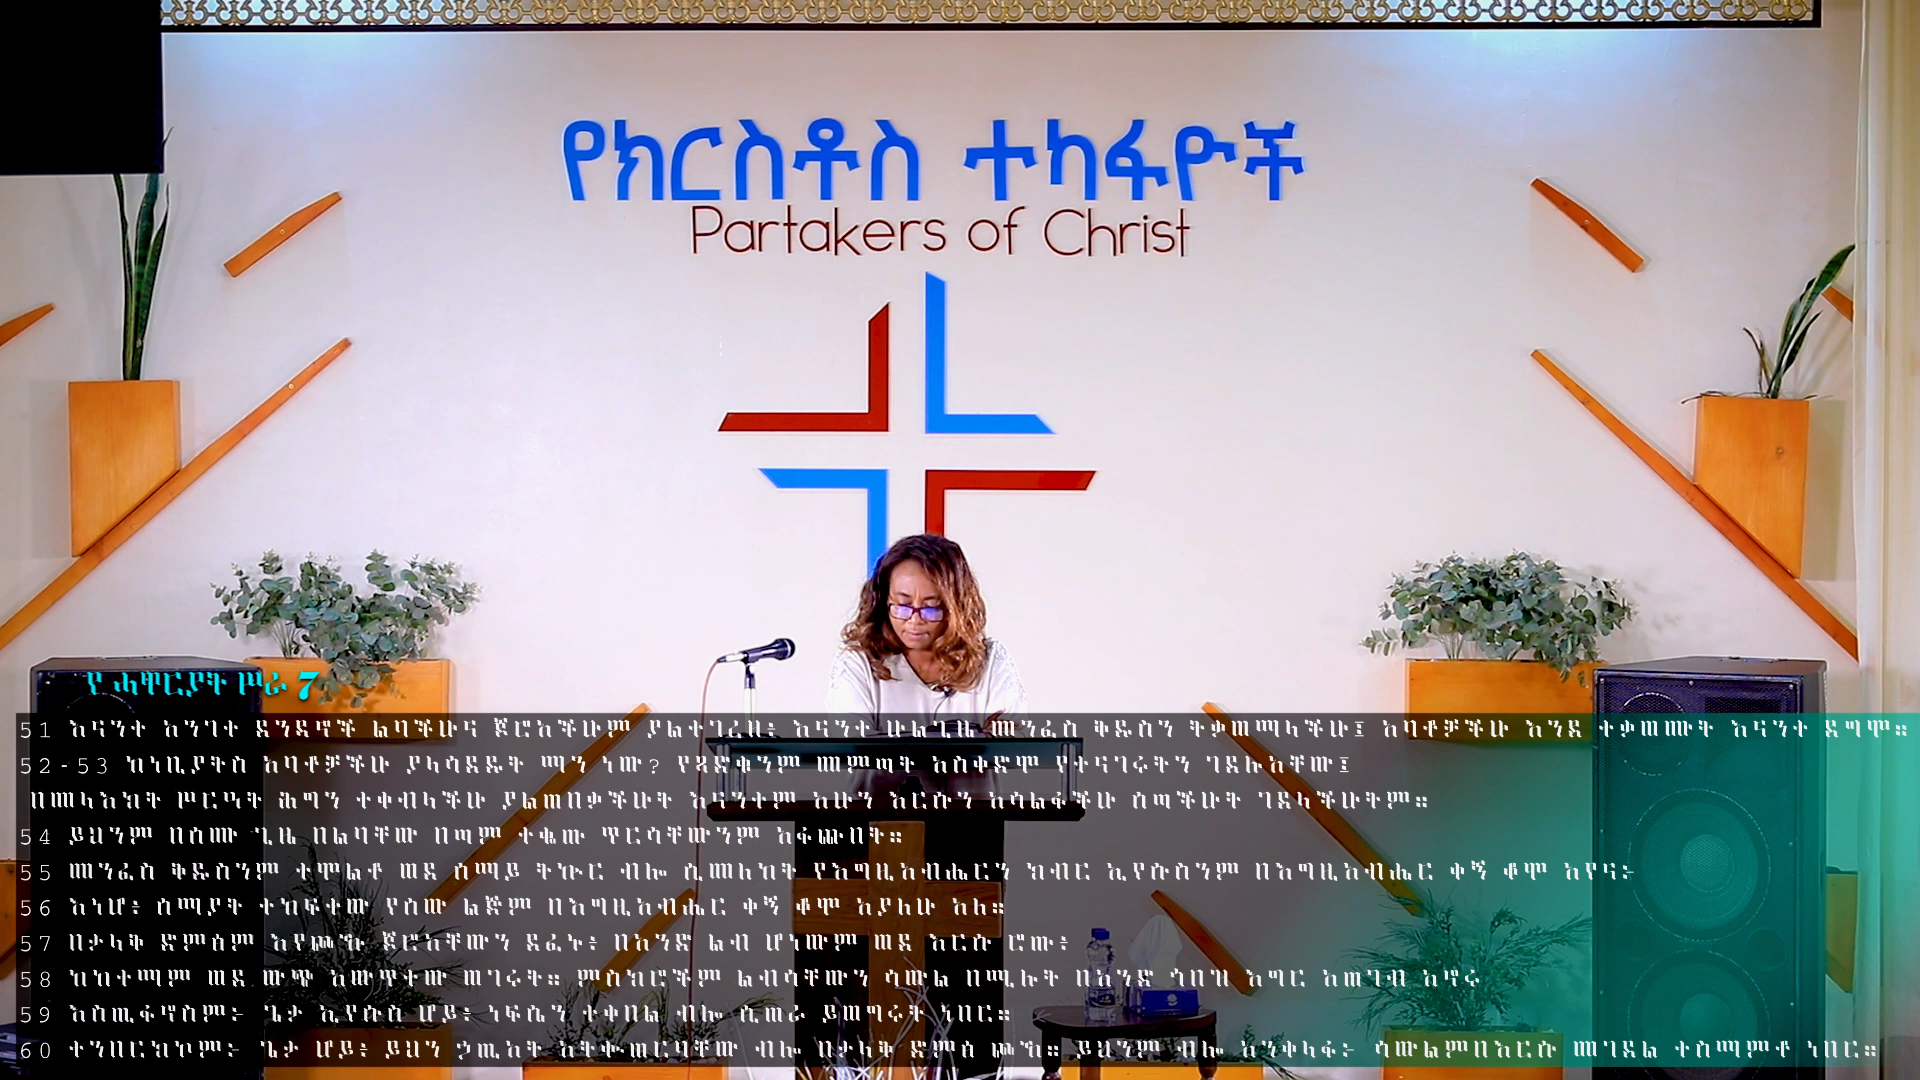 የክርስቶስ ተካፋዮች
Partakers of Christ
የ ሐዋርያት ሥራ 7
51 እናንተ አንገተ ደንዳኖች ልባችሁና ጆሮአችሁም ያልተገረዘ፥ እናንተ ሁልጊዜ መንፈስ ቅዱስን ትቃወማላችሁ፤ አባቶቻችሁ እንደ ተቃወሙት እናንተ ደግሞ።
52-53 ከነቢያትስ አባቶቻችሁ ያላሳደዱት ማን ነው? የጻድቁንም መምጣት አስቀድሞ የተናገሩትን ገደሉአቸው፤
በመላእክት ሥርዓት ሕግን ተቀብላችሁ ያልጠበቃችሁት እናንተም አሁን እርሱን አሳልፋችሁ ሰጣችሁት ገደላችሁትም።
54 ይህንም በሰሙ ጊዜ በልባቸው በጣም ተቈጡ ጥርሳቸውንም አፋጩበት።
55 መንፈስ ቅዱስንም ተሞልቶ ወደ ሰማይ ትኵር ብሎ ሲመለከት የእግዚአብሔርን ክብር ኢየሱስንም በእግዚአብሔር ቀኝ ቆሞ አየና፦
56 እነሆ፥ ሰማያት ተከፍተው የሰው ልጅም በእግዚአብሔር ቀኝ ቆሞ አያለሁ አለ።
57 በታላቅ ድምፅም እየጮኹ ጆሮአቸውን ደፈኑ፥ በአንድ ልብ ሆነውም ወደ እርሱ ሮጡ፥
58 ከከተማም ወደ ውጭ አውጥተው ወገሩት። ምስክሮችም ልብሳቸውን ሳውል በሚሉት በአንድ ጎበዝ እግር አጠገብ አኖሩ
59 እስጢፋኖስም፦ ጌታ ኢየሱስ ሆይ፥ ነፍሴን ተቀበል ብሎ ሲጠራ ይወግሩት ነበር።
60 ተንበርክኮም፦ ጌታ ሆይ፥ ይህን ኃጢአት አትቍጠርባቸው ብሎ በታላቅ ድምፅ ጮኸ። ይህንም ብሎ አንቀላፋ፦ ሳውልምበእርሱ መገደል ተስማምቶ ነበር።